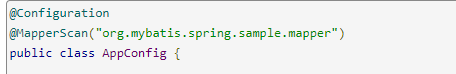 @Configuration
@MapperScan("org.mybatis.spring.sample.mapper")
public class AppConfig {